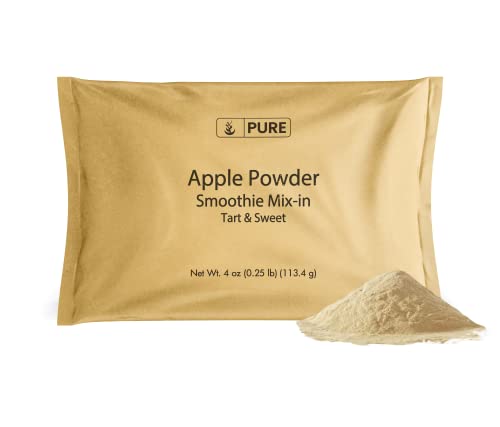 PURE
Apple Powder
Smoothie Mix-in
Tart & Sweet
Net Wt. 4 oz (0.25 lb) (113.4 g)